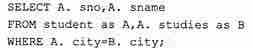 SELECT A. sno,A. sname
FROM student as A,A. studies as B
WHERE A. city=B. city;